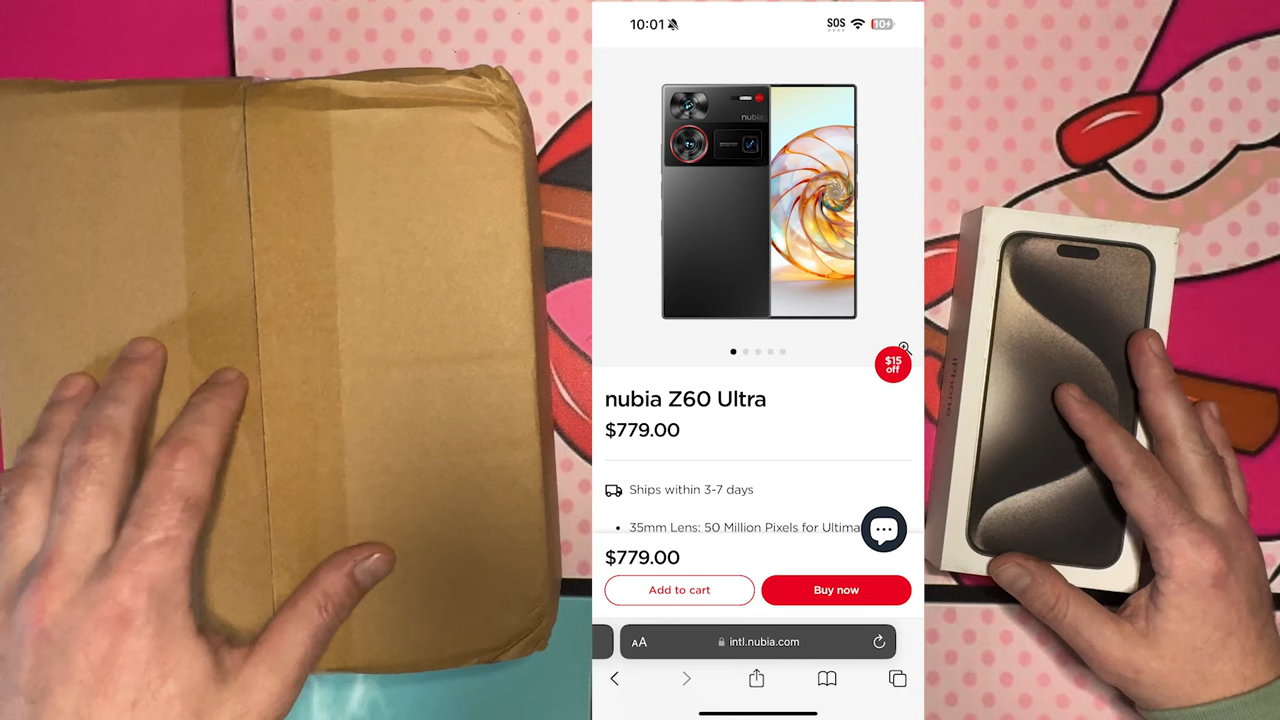 10:01
SOS
10
nubia
$15
off
nubia Z60 Ultra
$779.00
Ships within 3-7 days
• 35mm Lens: 50 Million Pixels for Ultima
$779.00
Add to cart
Buy now
AA
intl.nubia.com
iPhone